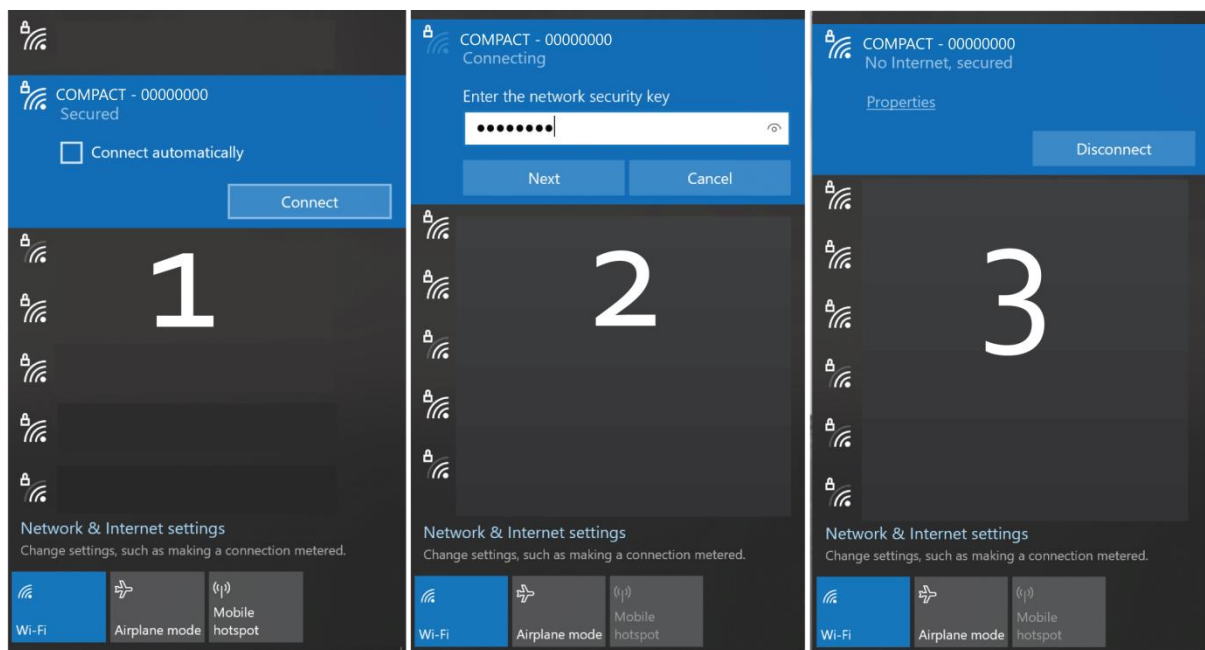 COMPACT - 00000000
Secured
Connect automatically
Connect
1
Network & Internet settings
Change settings, such as making a connection metered.
Wi-Fi
Airplane mode
Mobile
hotspot
COMPACT - 00000000
Connecting
Enter the network security key
••••••••
Next
Cancel
2
Network & Internet settings
Change settings, such as making a connection metered.
Wi-Fi
Airplane mode
Mobile
hotspot
COMPACT - 00000000
No Internet, secured
Properties
Disconnect
3
Network & Internet settings
Change settings, such as making a connection metered.
Wi-Fi
Airplane mode
Mobile
hotspot